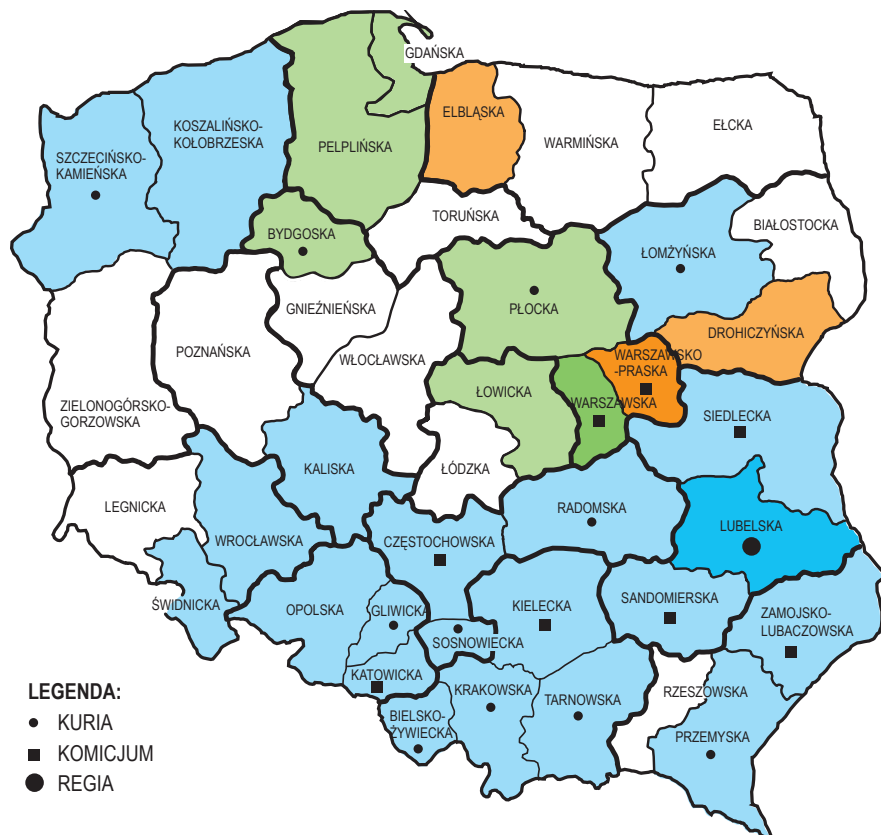 GDAŃSKA
KOSZALIŃSKO-
KOŁOBRZESKA
SZCZECIŃSKO-
KAMIEŃSKA
PELPLIŃSKA
ELBLĄSKA
WARMIŃSKA
EŁCKA
TORUŃSKA
BIAŁOSTOCKA
BYDGOSKA
ŁOMŻYŃSKA
GNIEŹNIEŃSKA
PŁOCKA
DROHICZYŃSKA
POZNAŃSKA
WŁOCŁAWSKA
WARSZAWSKO
-PRASKA
ŁOWICKA
WARSZAWSKA
ZIELONOGÓRSKO-
GORZOWSKA
SIEDLECKA
KALISKA
ŁÓDZKA
LEGNICKA
RADOMSKA
LUBELSKA
WROCŁAWSKA
CZĘSTOCHOWSKA
ŚWIDNICKA
OPOLSKA
GLIWICKA
KIELECKA
SANDOMIERSKA
ZAMOJSKO-
LUBACZOWSKA
SOSNOWIECKA
KATOWICKA
KRAKOWSKA
TARNOWSKA
RZESZOWSKA
BIELSKO-
ŻYWIECKA
PRZEMYSKA
LEGENDA:
KURIA
KOMICJUM
REGIA